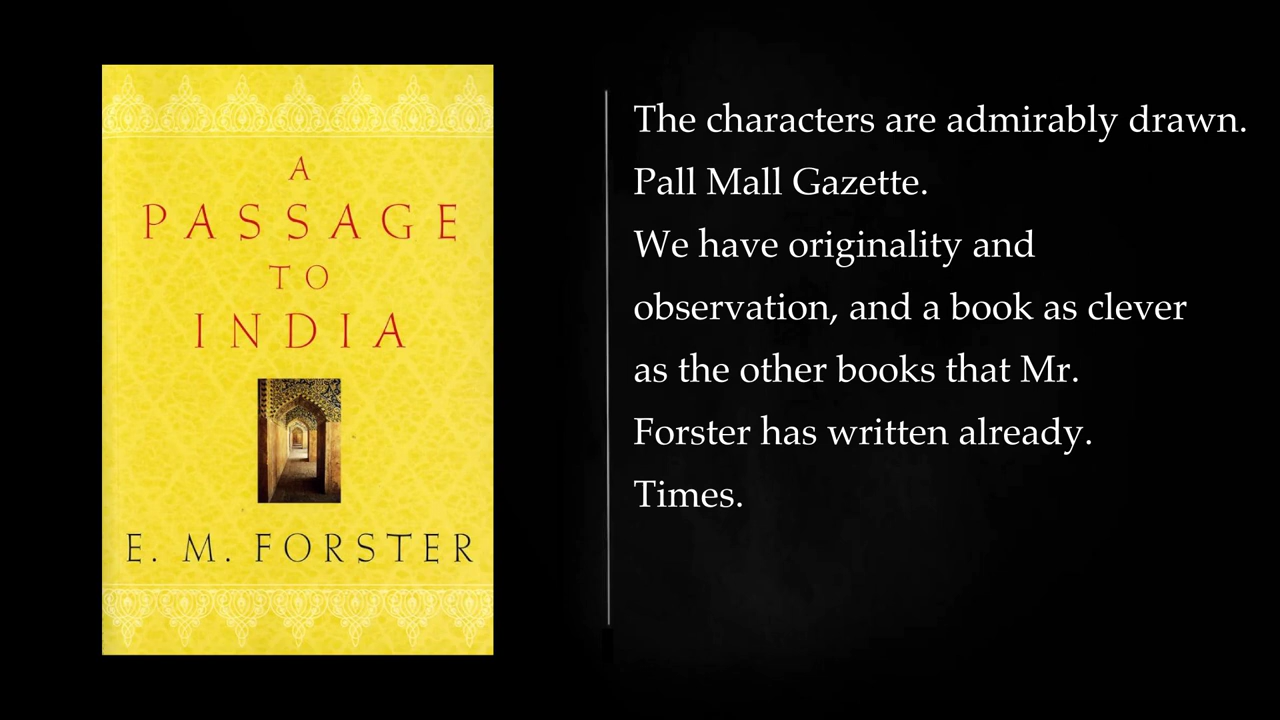 A
PASSAGE
TO
INDIA
E. M. FORSTER
The characters are admirably drawn.
Pall Mall Gazette.
We have originality and
observation, and a book as clever
as the other books that Mr.
Forster has written already.
Times.